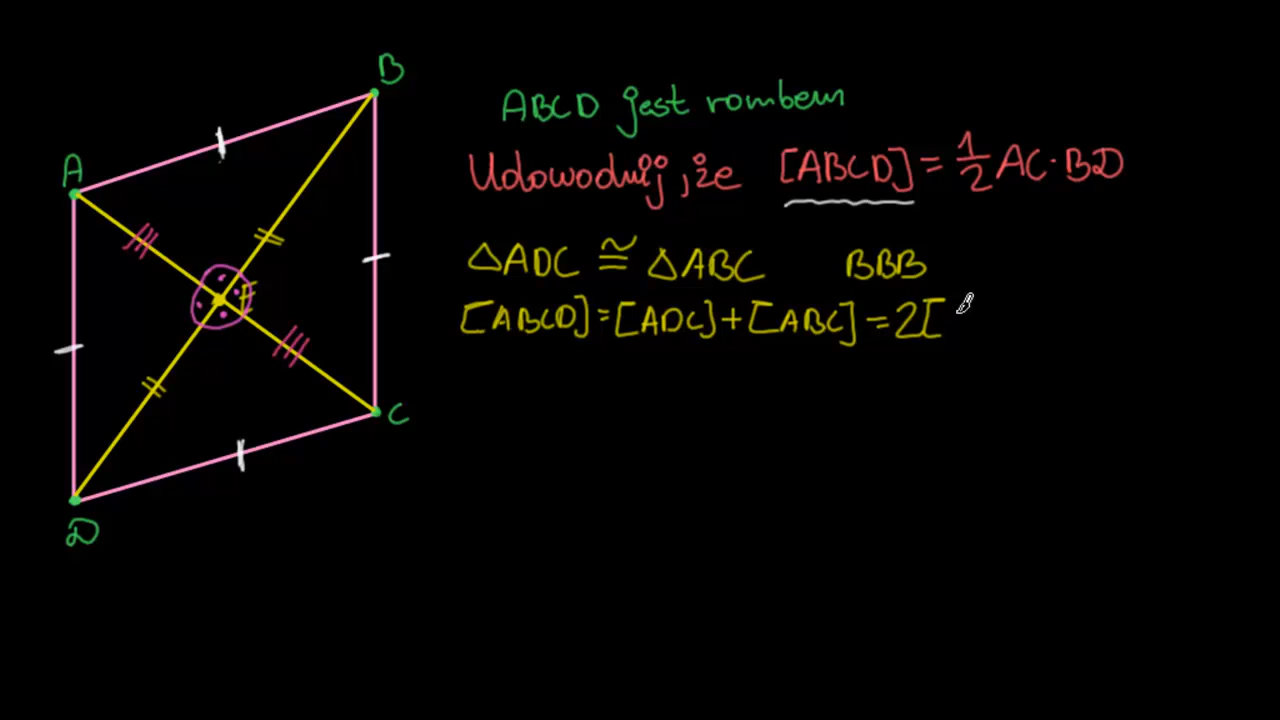 B
A
C
D
ABCD jest rombem
Udowodnij, że [ABCD] = 1/2 AC · BD
△ADC ≅ △ABC BBB
[ABCD] = [ADC] + [ABC] = 2[